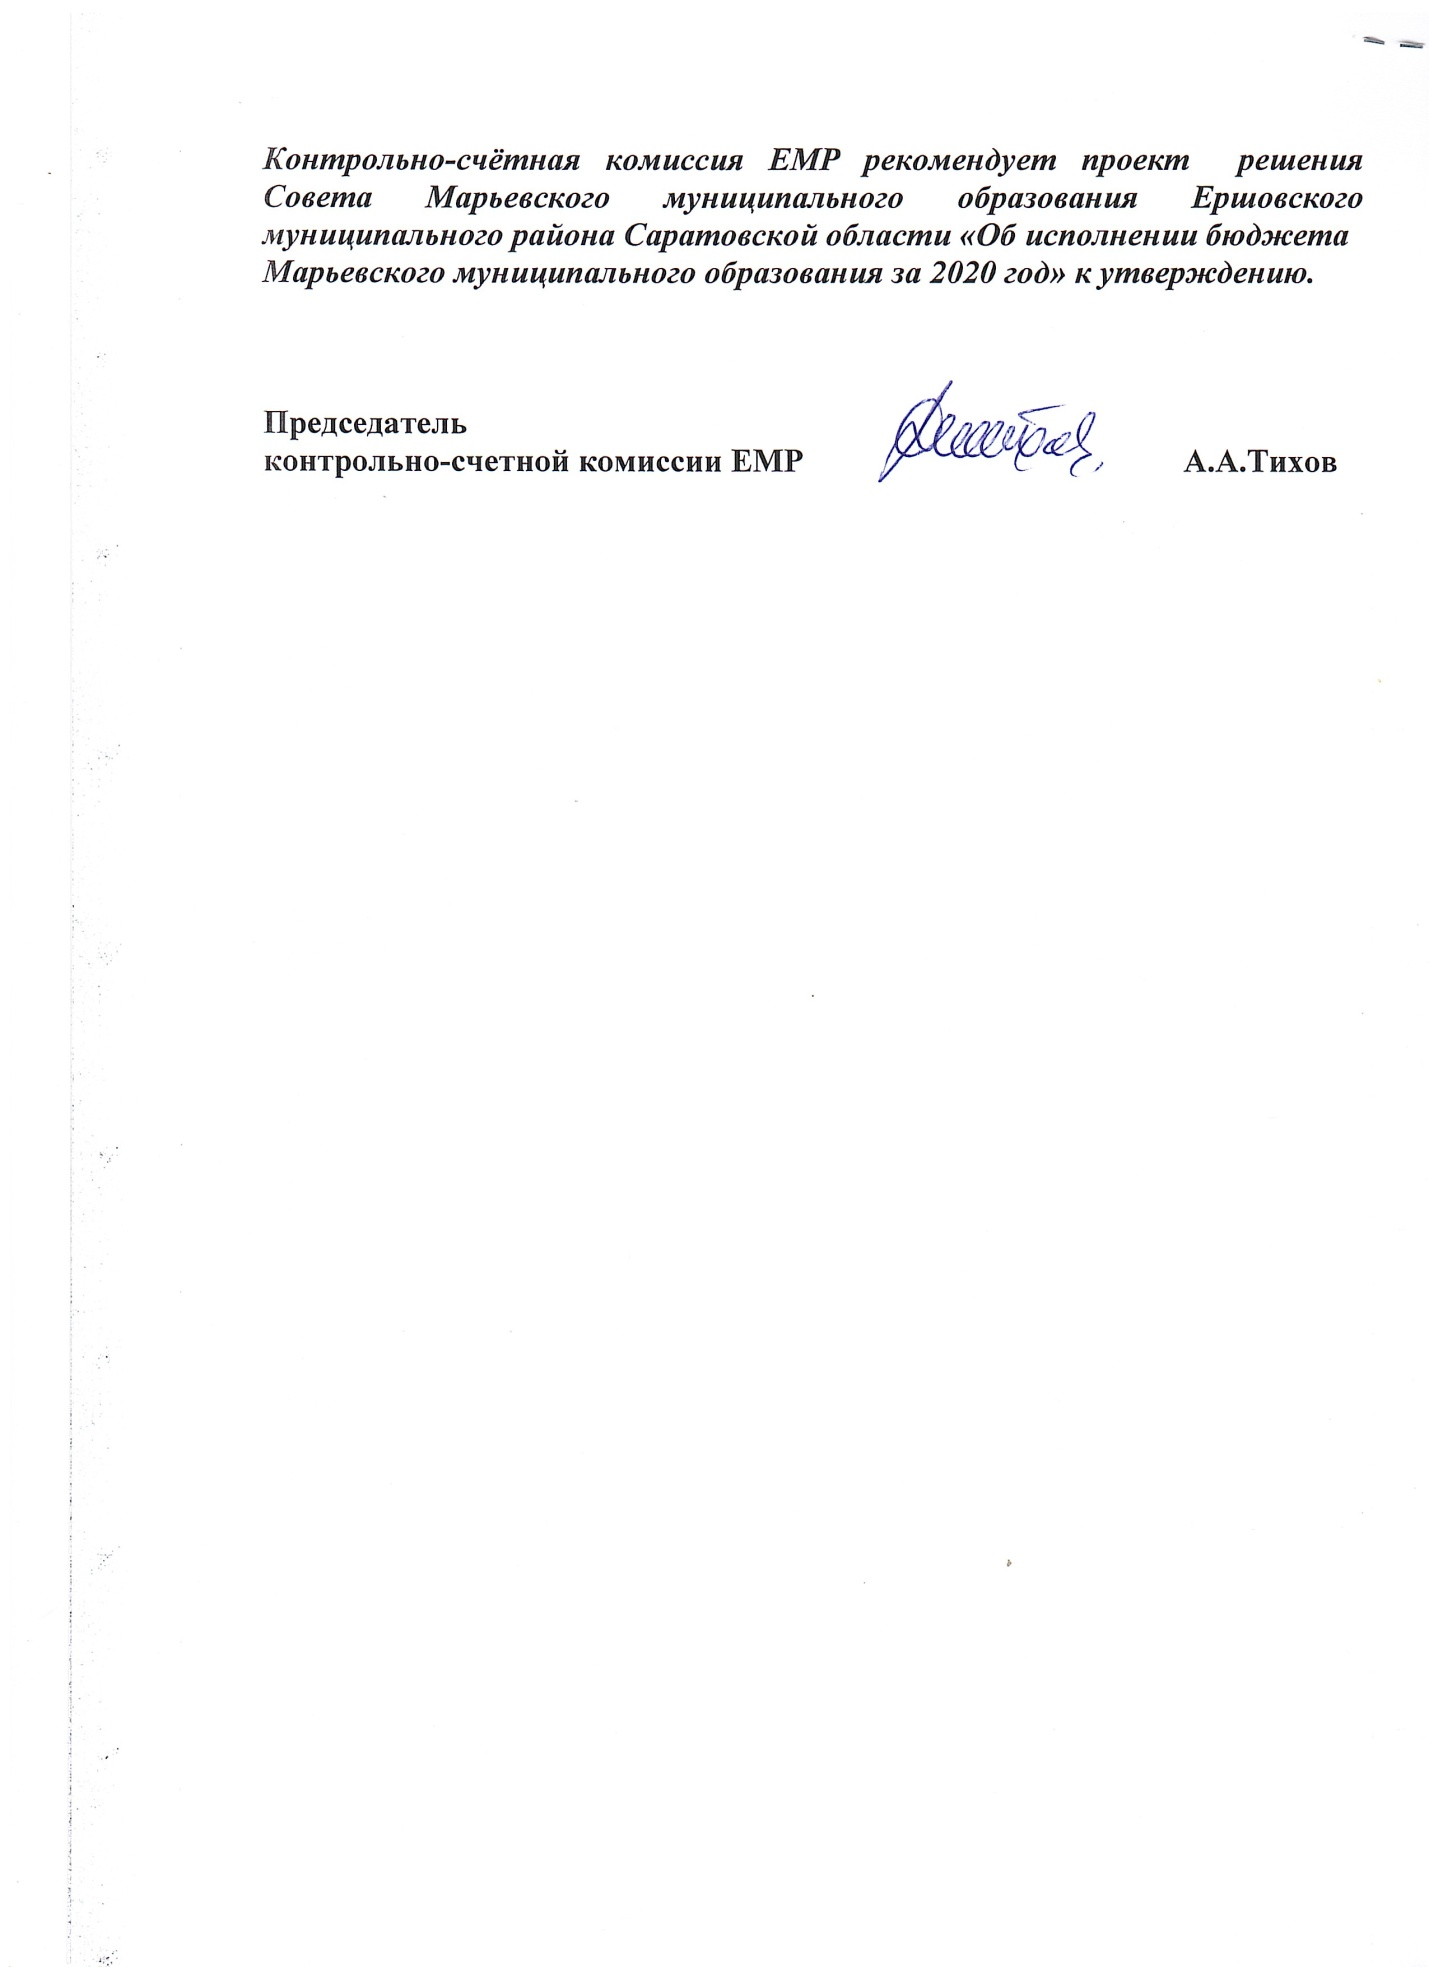 Контрольно-счётная комиссия ЕМР рекомендует проект решения
Совета Марьевского муниципального образования Ершовского
муниципального района Саратовской области «Об исполнении бюджета
Марьевского муниципального образования за 2020 год» к утверждению.
Председатель
контрольно-счетной комиссии ЕМР А.А.Тихов